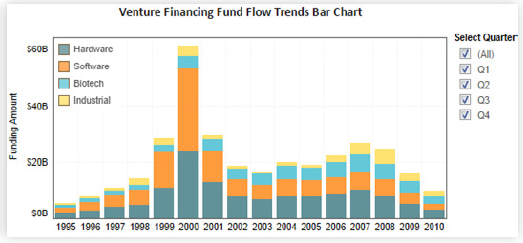 Venture Financing Fund Flow Trends Bar Chart
Select Quarter
(All)
Q1
Q2
Q3
Q4
Hardware
Software
Biotech
Industrial
Funding Amount
$60B
$40B
$20B
$0B
1995 1996 1997 1998 1999 2000 2001 2002 2003 2004 2005 2006 2007 2008 2009 2010